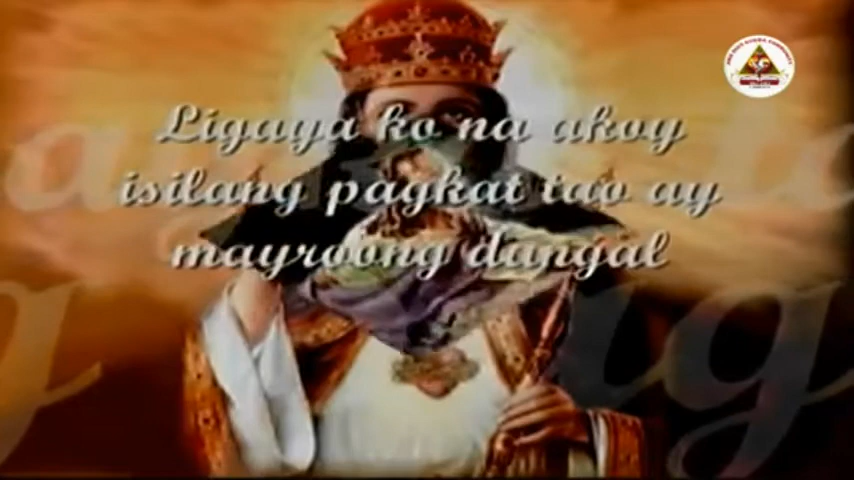 Ligaya ko na akoy
isilang pagkat tao ay
mayroong dangal